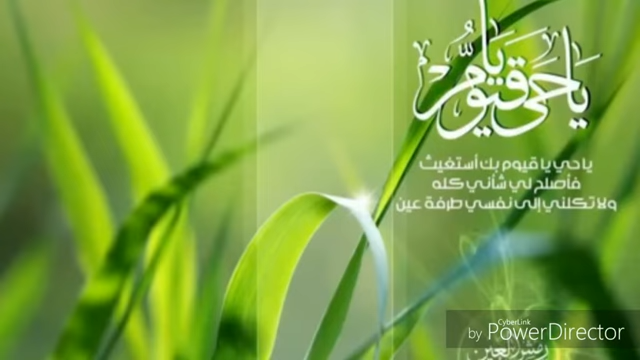 يا حي يا قيوم
يا حي يا قيوم بك أستغيث
فأصلح لي شأني كله
ولا تكلني إلى نفسي طرفة عين
CyberLink
by PowerDirector